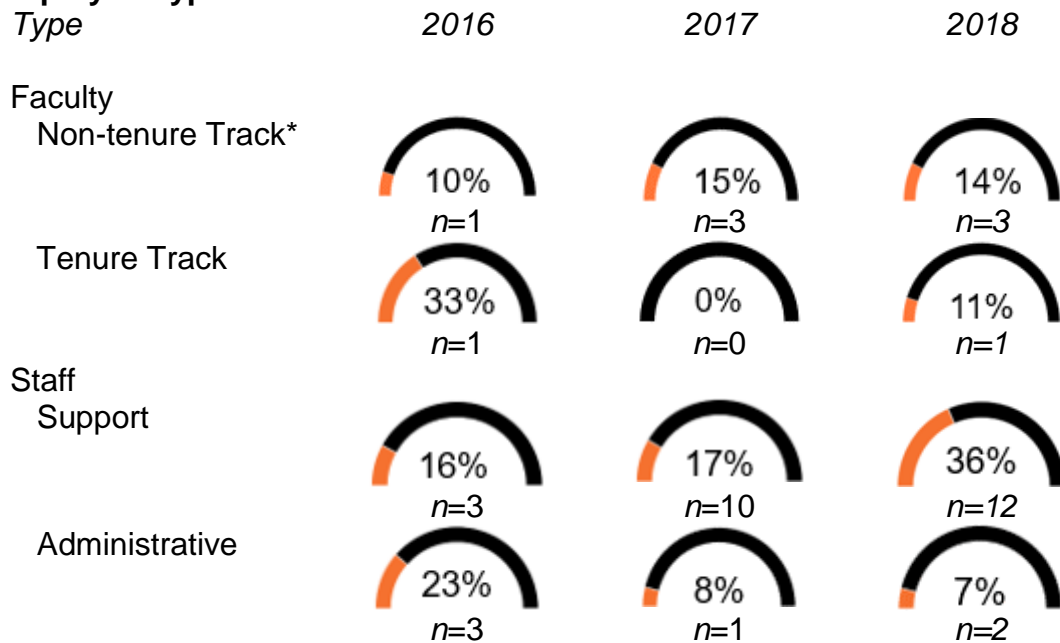 Type 2016 2017 2018
Faculty
Non-tenure Track*
10% 15% 14%
n=1 n=3 n=3
Tenure Track
33% 0% 11%
n=1 n=0 n=1
Staff
Support
16% 17% 36%
n=3 n=10 n=12
Administrative
23% 8% 7%
n=3 n=1 n=2